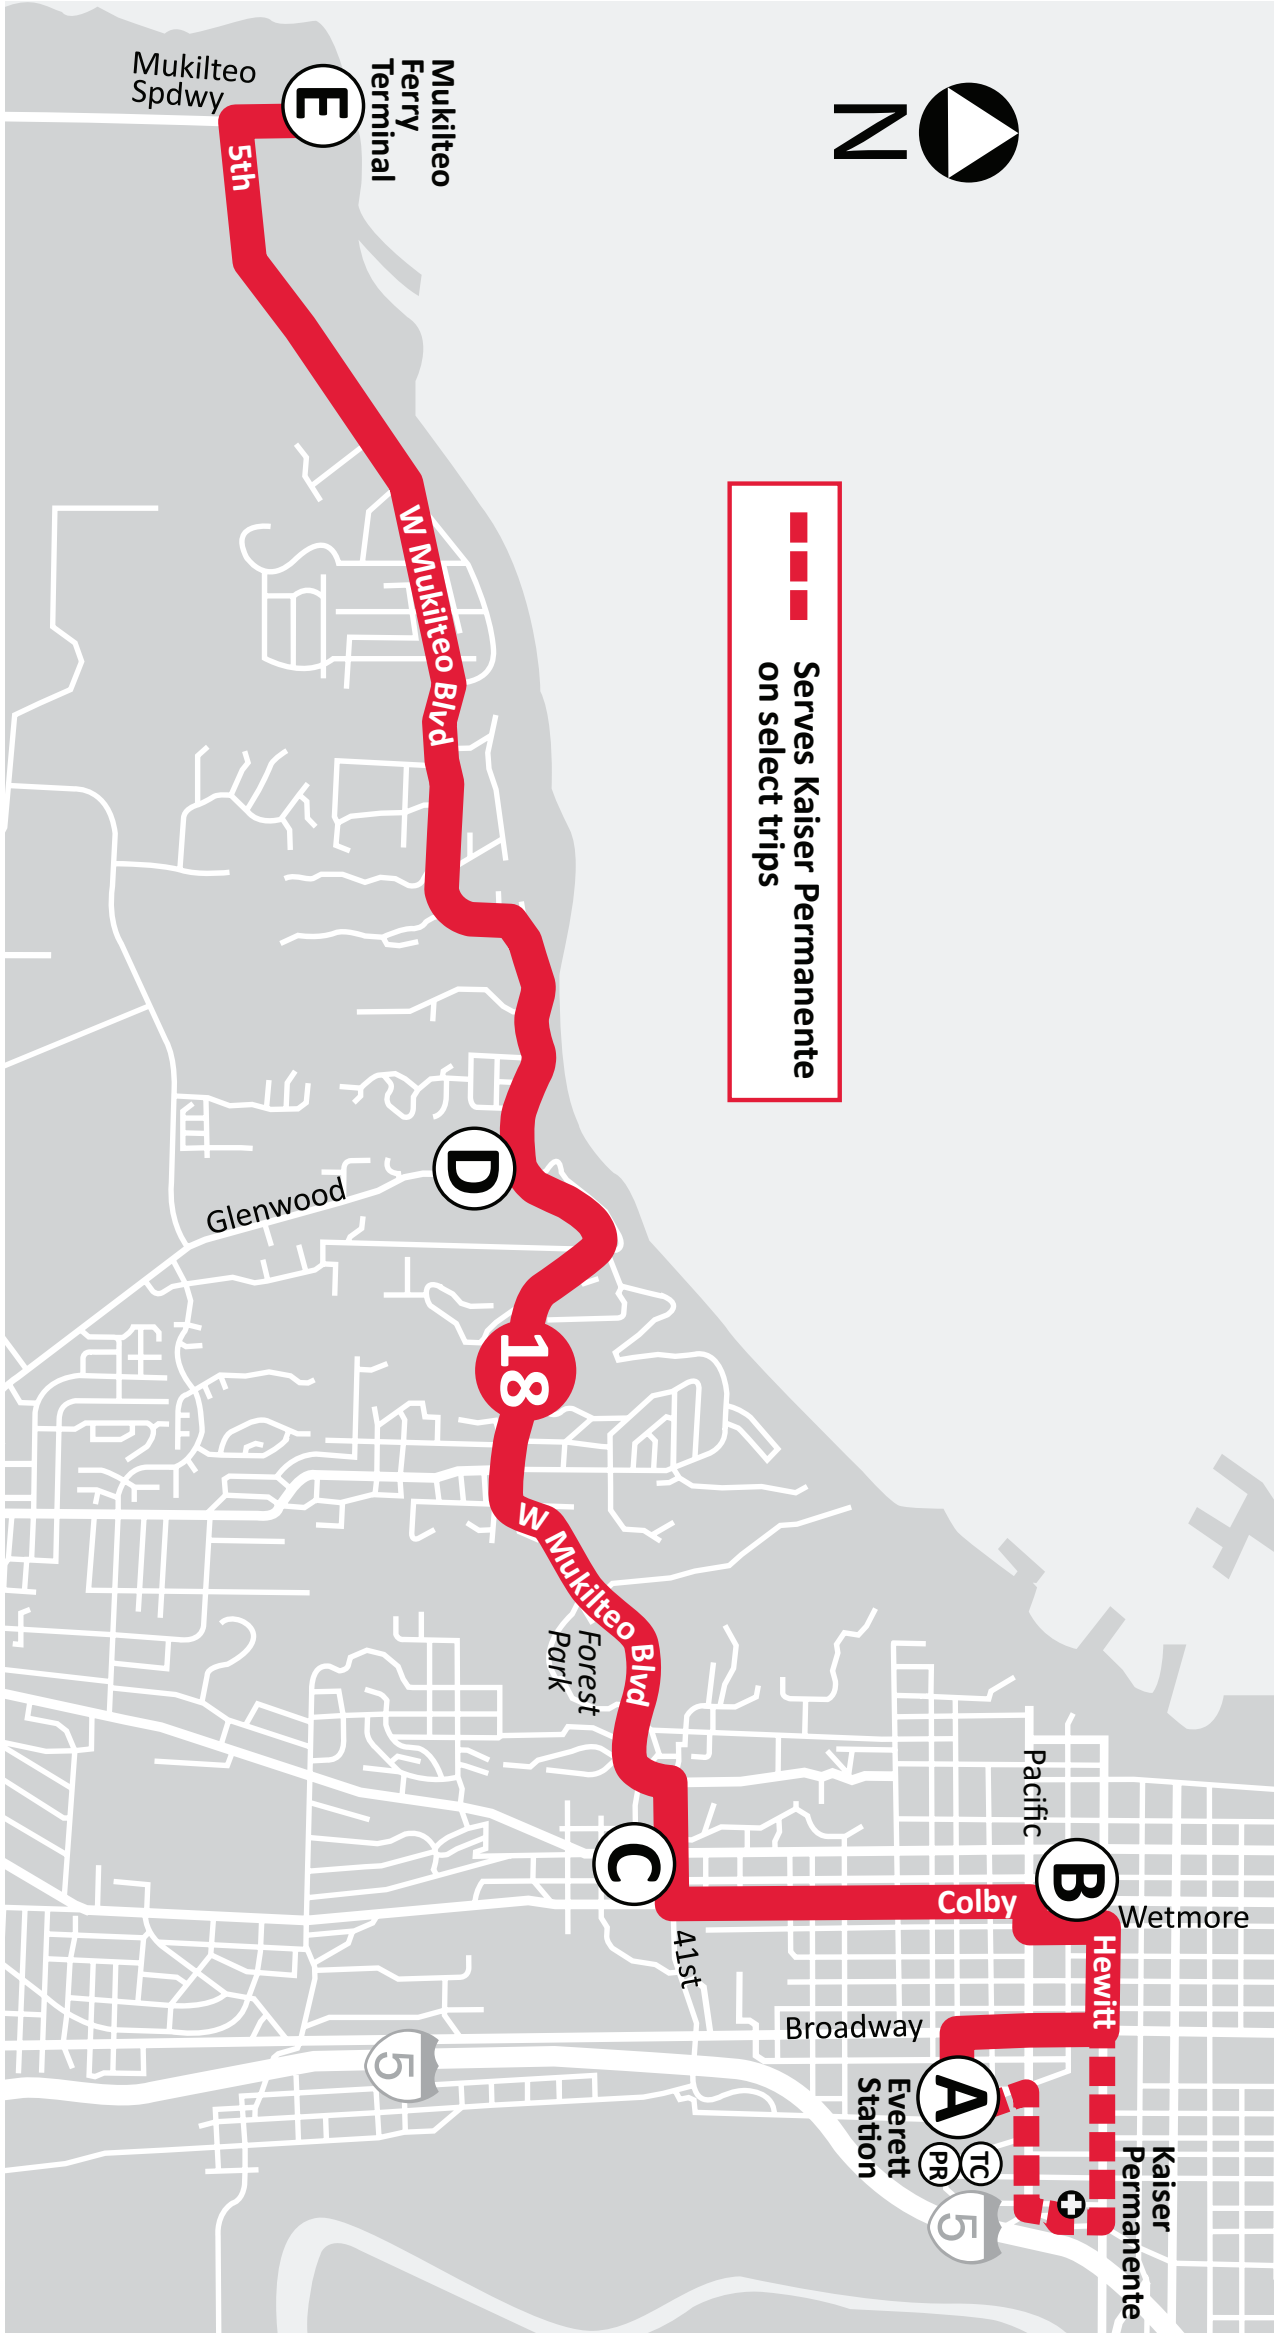 Mukilteo
Spdwy
E
Mukilteo
Ferry
Terminal
N
5th
W Mukilteo Blvd
Serves Kaiser Permanente
on select trips
D
Glenwood
18
W Mukilteo Blvd
Forest
Park
C
41st
Colby
Pacific
B
Wetmore
Hewitt
Broadway
A
Everett
Station
TC
PR
Kaiser
Permanente
5
5